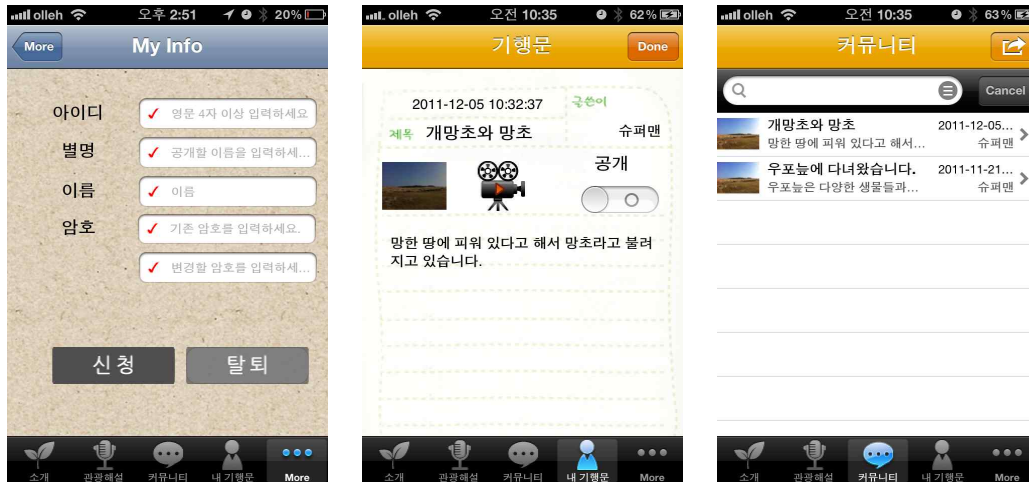 olleh 오후 2:51 20%
More My Info
아이디 영문 4자 이상 입력하세요
별명 공개할 이름을 입력하세...
이름 이름
암호 기존 암호를 입력하세요.
변경할 암호를 입력하세...
신청 탈퇴
소개 관광해설 커뮤니티 내 기행문 More
olleh 오전 10:35 62%
기행문 Done
2011-12-05 10:32:37 글쓴이
제목 개망초와 망초 슈퍼맨
공개
망한 땅에 피워 있다고 해서 망초라고 불려
지고 있습니다.
소개 관광해설 커뮤니티 내 기행문 More
olleh 오전 10:35 63%
커뮤니티
Cancel
개망초와 망초 2011-12-05...
망한 땅에 피워 있다고 해서... 슈퍼맨
우포늪에 다녀왔습니다. 2011-11-21...
우포늪은 다양한 생물들과... 슈퍼맨
소개 관광해설 커뮤니티 내 기행문 More